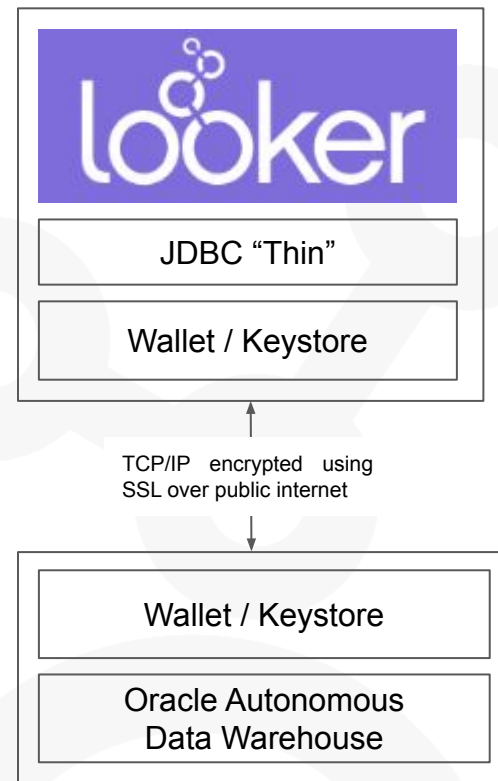 looker
JDBC “Thin”
Wallet / Keystore
TCP/IP encrypted using
SSL over public internet
Wallet / Keystore
Oracle Autonomous
Data Warehouse